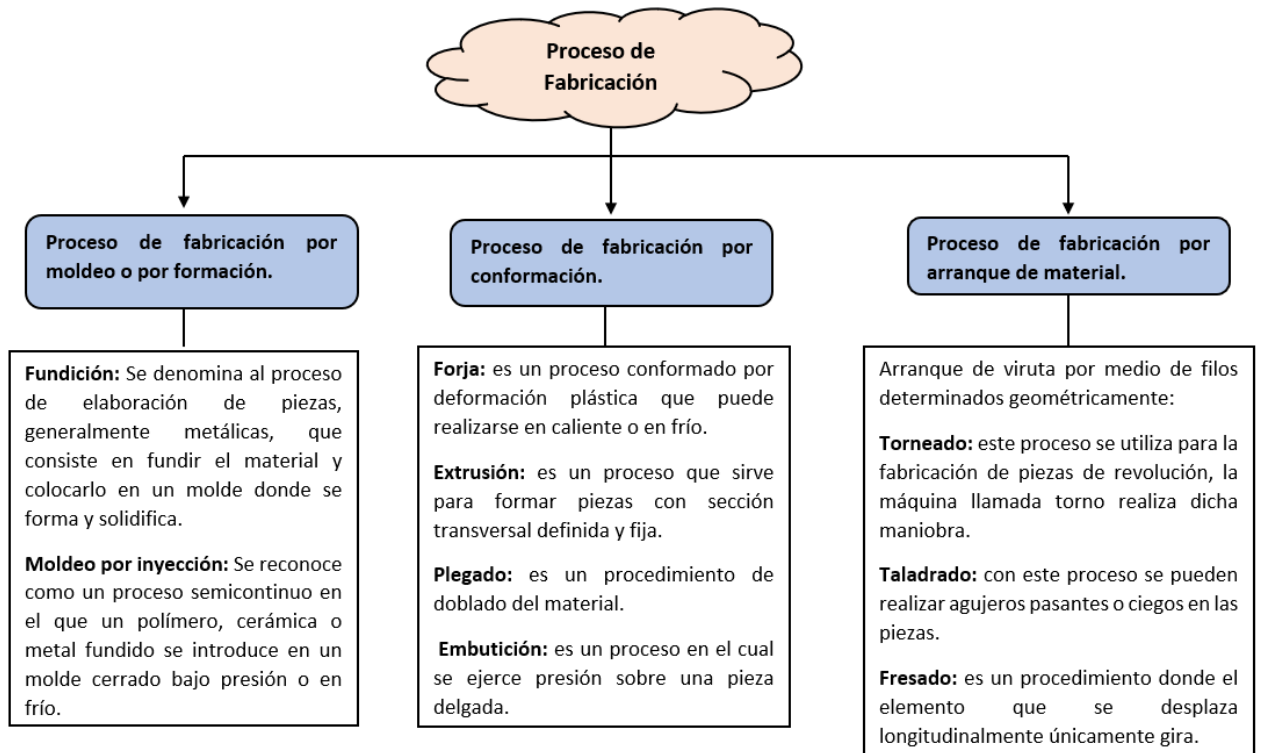 Proceso de
Fabricación
Proceso de fabricación por
moldeo o por formación.
Fundición: Se denomina al proceso
de elaboración de piezas,
generalmente metálicas, que
consiste en fundir el material y
colocarlo en un molde donde se
forma y solidifica.
Moldeo por inyección: Se reconoce
como un proceso semicontinuo en
el que un polímero, cerámica o
metal fundido se introduce en un
molde cerrado bajo presión o en
frío.
Proceso de fabricación por
conformación.
Forja: es un proceso conformado por
deformación plástica que puede
realizarse en caliente o en frío.
Extrusión: es un proceso que sirve
para formar piezas con sección
transversal definida y fija.
Plegado: es un procedimiento de
doblado del material.
Embutición: es un proceso en el cual
se ejerce presión sobre una pieza
delgada.
Proceso de fabricación por
arranque de material.
Arranque de viruta por medio de filos
determinados geométricamente:
Torneado: este proceso se utiliza para la
fabricación de piezas de revolución, la
máquina llamada torno realiza dicha
maniobra.
Taladrado: con este proceso se pueden
realizar agujeros pasantes o ciegos en las
piezas.
Fresado: es un procedimiento donde el
elemento que se desplaza
longitudinalmente únicamente gira.